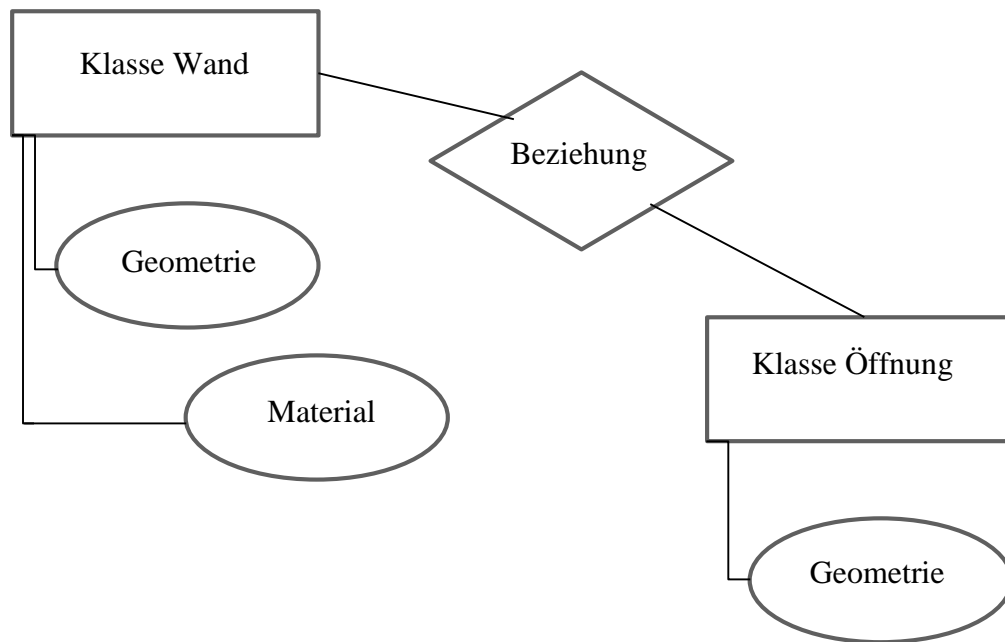 Klasse Wand
Beziehung
Geometrie
Klasse Öffnung
Material
Geometrie